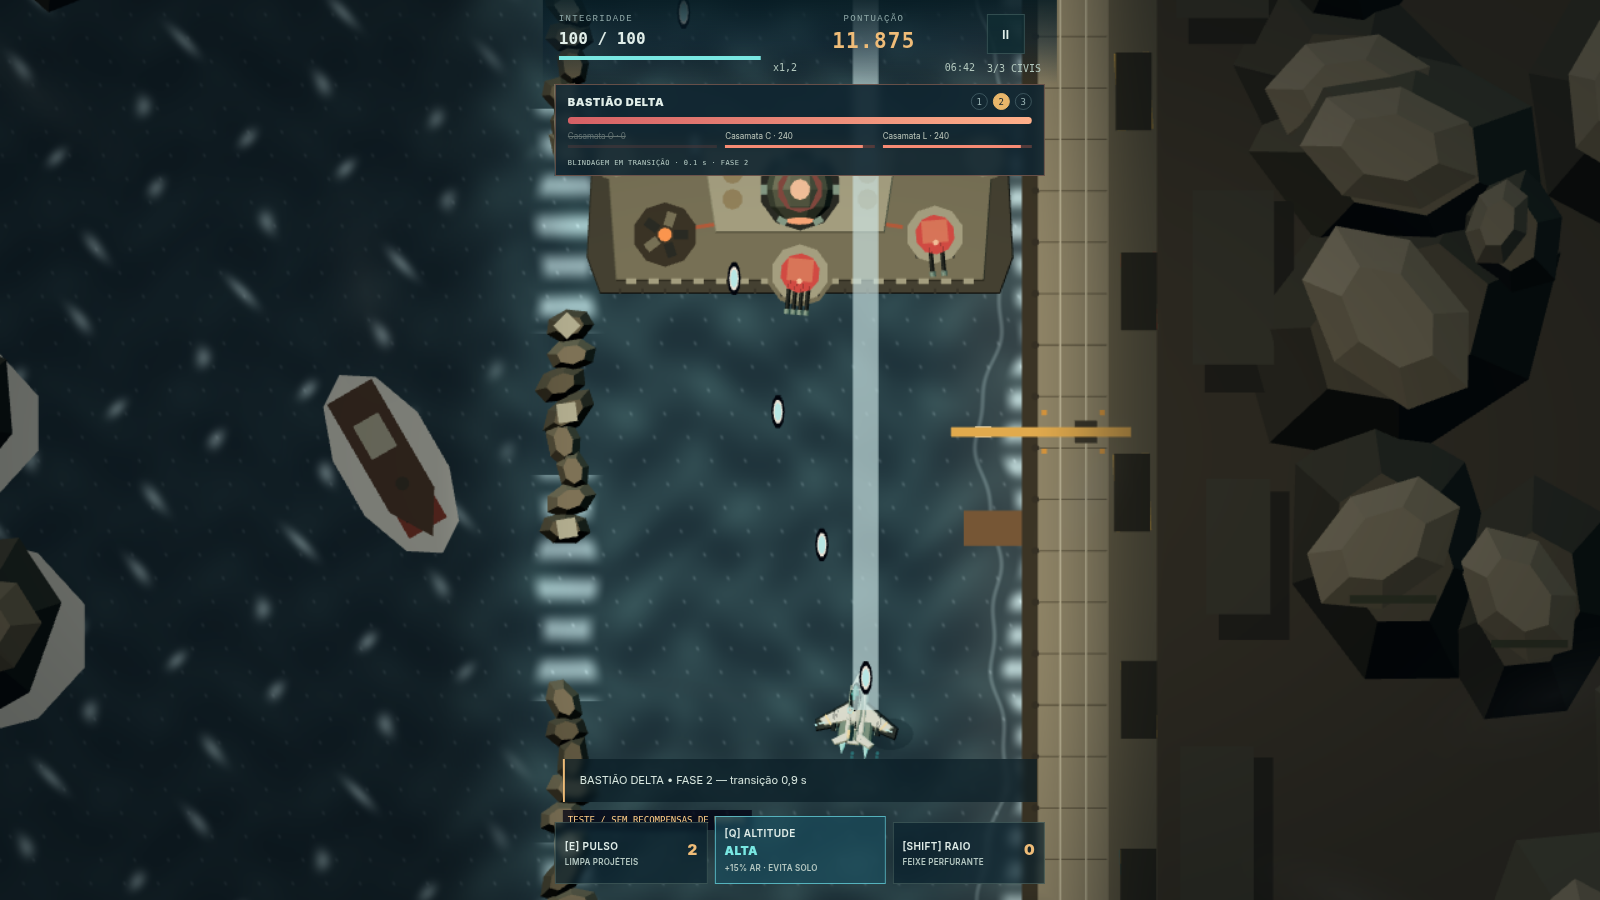 INTEGRIDADE
100 / 100
x1,2
PONTUAÇÃO
11.875
06:42
3/3 CIVIS
II
BASTIÃO DELTA
1 2 3
Casamata O · 0
Casamata C · 240
Casamata L · 240
BLINDAGEM EM TRANSIÇÃO · 0.1 s · FASE 2
BASTIÃO DELTA • FASE 2 — transição 0,9 s
TESTE / SEM RECOMPENSAS DE
[E] PULSO
LIMPA PROJÉTEIS
2
[Q] ALTITUDE
ALTA
+15% AR · EVITA SOLO
[SHIFT] RAIO
FEIXE PERFURANTE
0